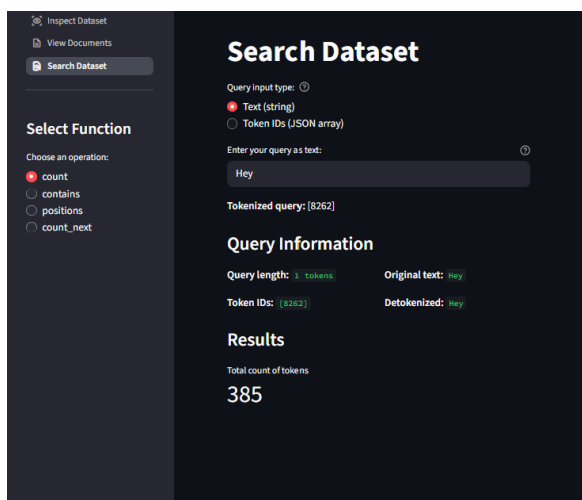 Inspect Dataset
View Documents
Search Dataset
Select Function
Choose an operation:
count
contains
positions
count_next
Search Dataset
Query input type:
Text (string)
Token IDs (JSON array)
Enter your query as text:
Hey
Tokenized query: [8262]
Query Information
Query length: 1 tokens
Original text: Hey
Token IDs: [8262]
Detokenized: Hey
Results
Total count of tokens
385